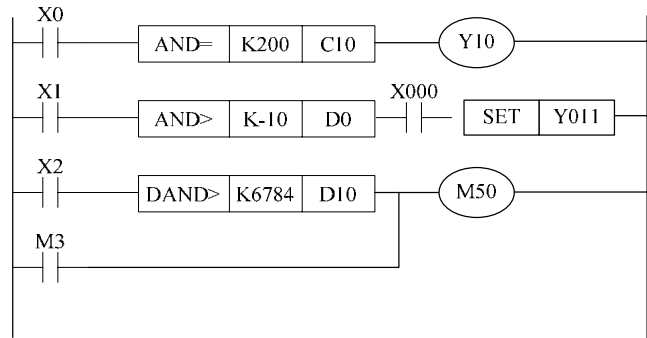 X0
AND= K200 C10 Y10
X1 X000
AND> K-10 D0 SET Y011
X2
DAND> K6784 D10 M50
M3